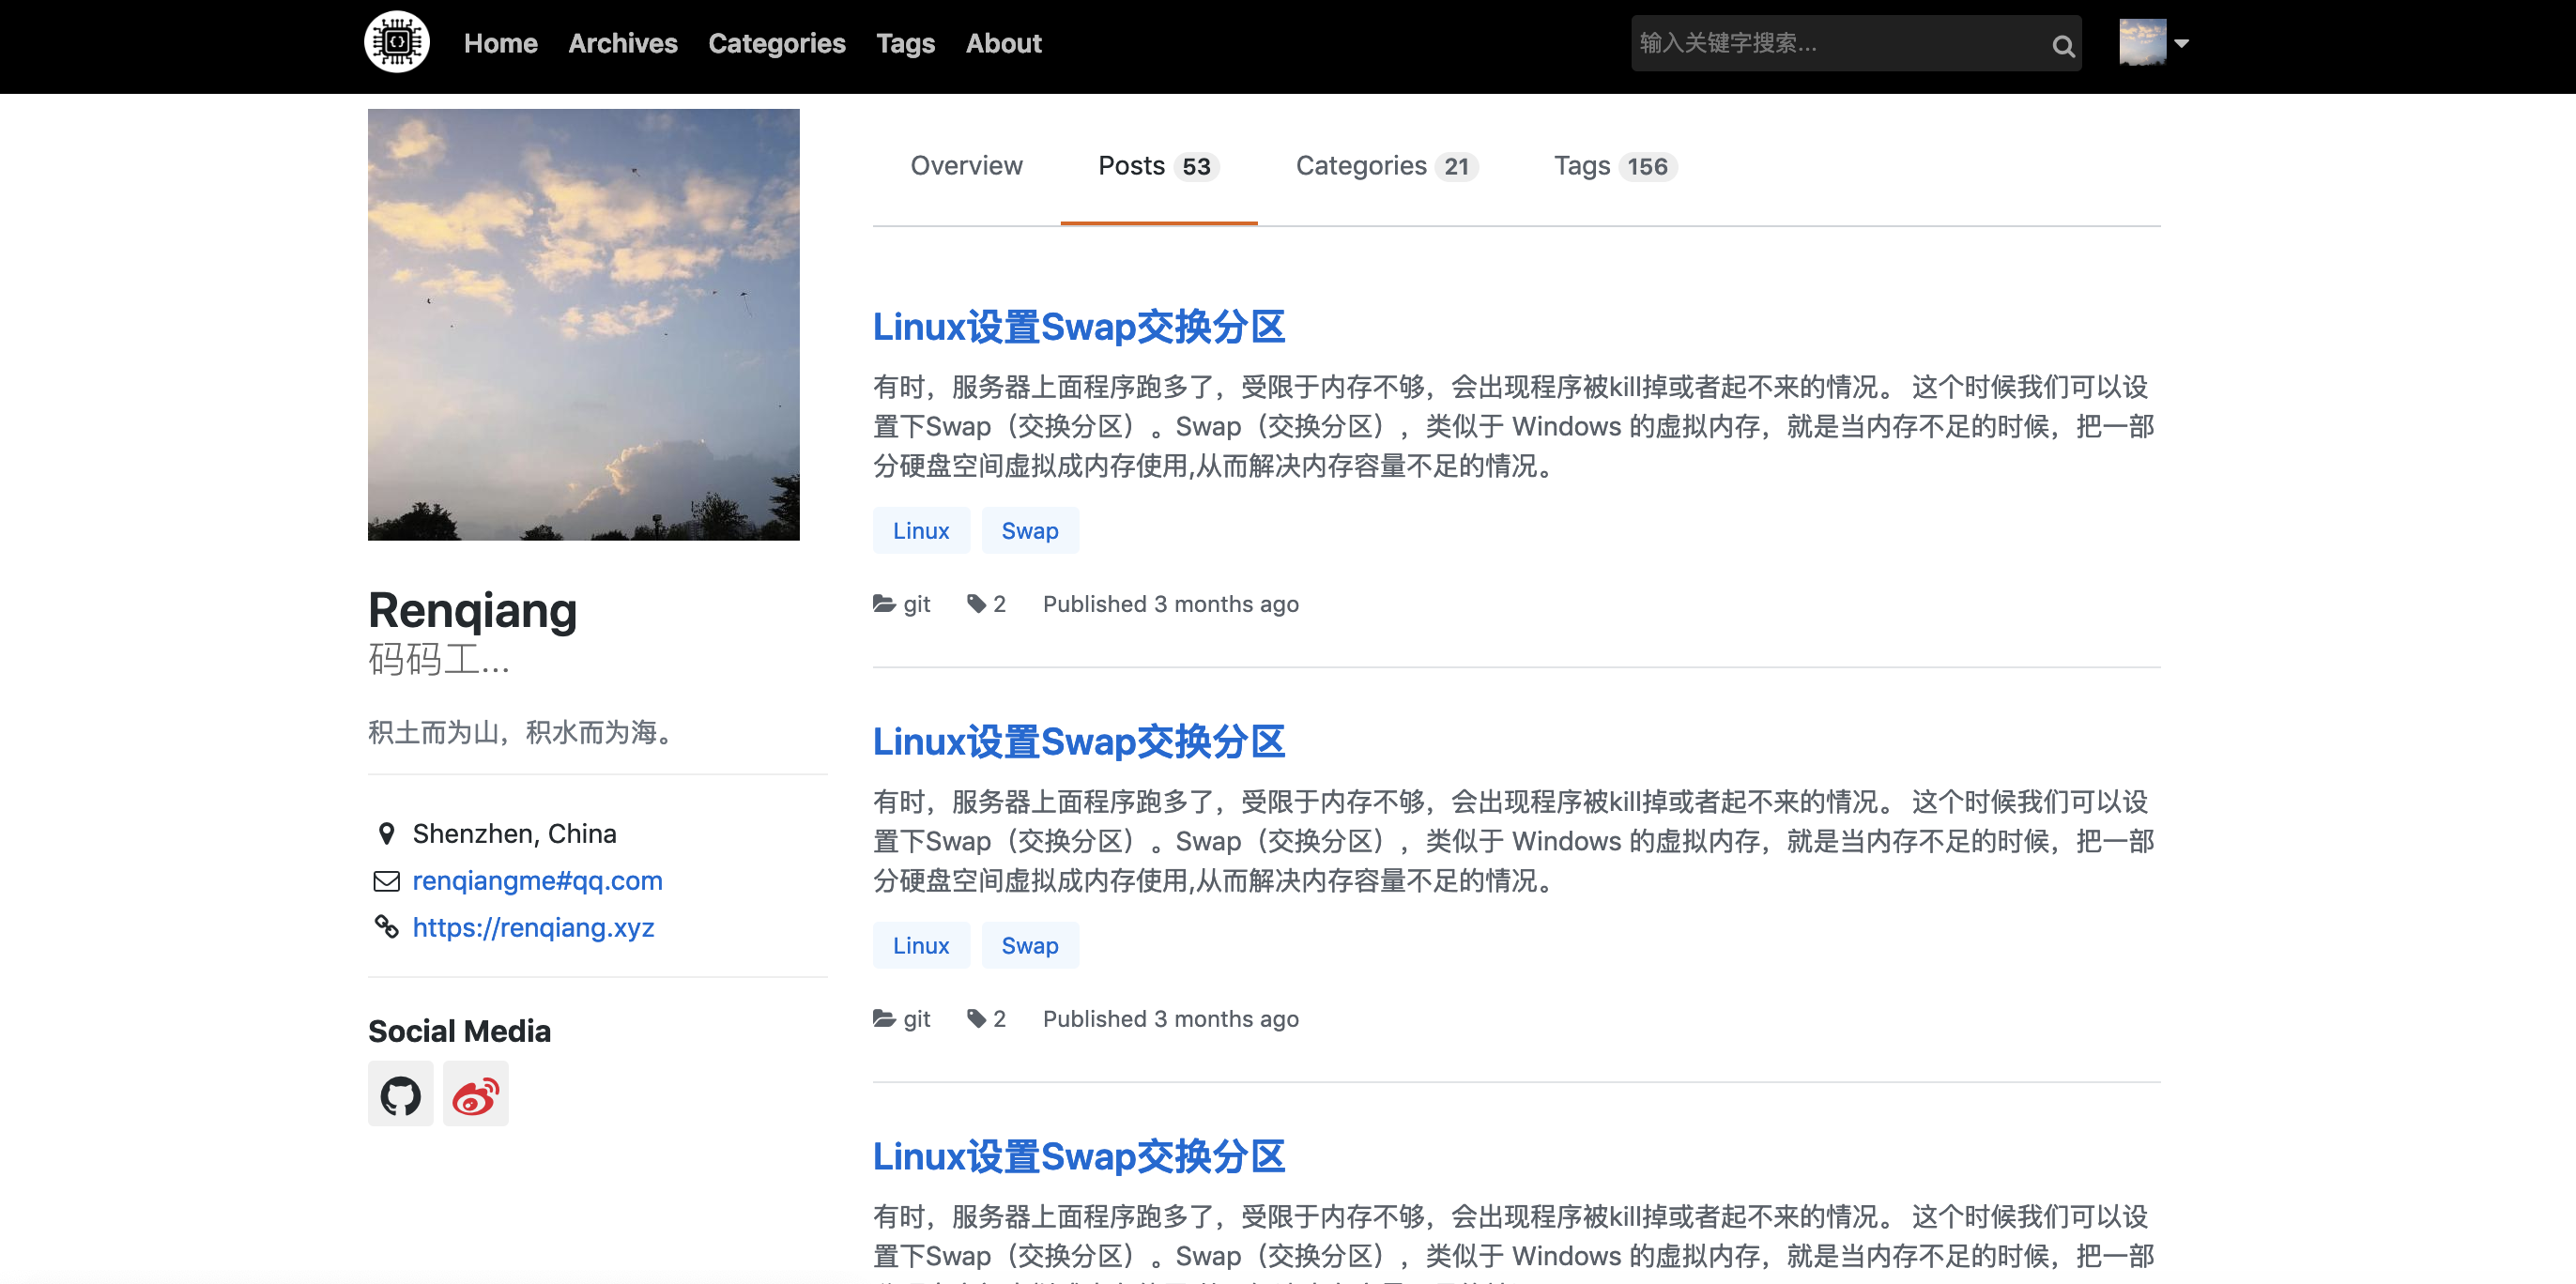 Home Archives Categories Tags About
输入关键字搜索...
Overview Posts 53 Categories 21 Tags 156
Renqiang
码码工...
积土而为山，积水而为海。
Shenzhen, China
renqiangme#qq.com
https://renqiang.xyz
Social Media
Linux设置Swap交换分区
有时，服务器上面程序跑多了，受限于内存不够，会出现程序被kill掉或者起不来的情况。 这个时候我们可以设
置下Swap（交换分区）。Swap（交换分区），类似于 Windows 的虚拟内存，就是当内存不足的时候，把一部
分硬盘空间虚拟成内存使用,从而解决内存容量不足的情况。
Linux Swap
git 2 Published 3 months ago
Linux设置Swap交换分区
有时，服务器上面程序跑多了，受限于内存不够，会出现程序被kill掉或者起不来的情况。 这个时候我们可以设
置下Swap（交换分区）。Swap（交换分区），类似于 Windows 的虚拟内存，就是当内存不足的时候，把一部
分硬盘空间虚拟成内存使用,从而解决内存容量不足的情况。
Linux Swap
git 2 Published 3 months ago
Linux设置Swap交换分区
有时，服务器上面程序跑多了，受限于内存不够，会出现程序被kill掉或者起不来的情况。 这个时候我们可以设
置下Swap（交换分区）。Swap（交换分区），类似于 Windows 的虚拟内存，就是当内存不足的时候，把一部